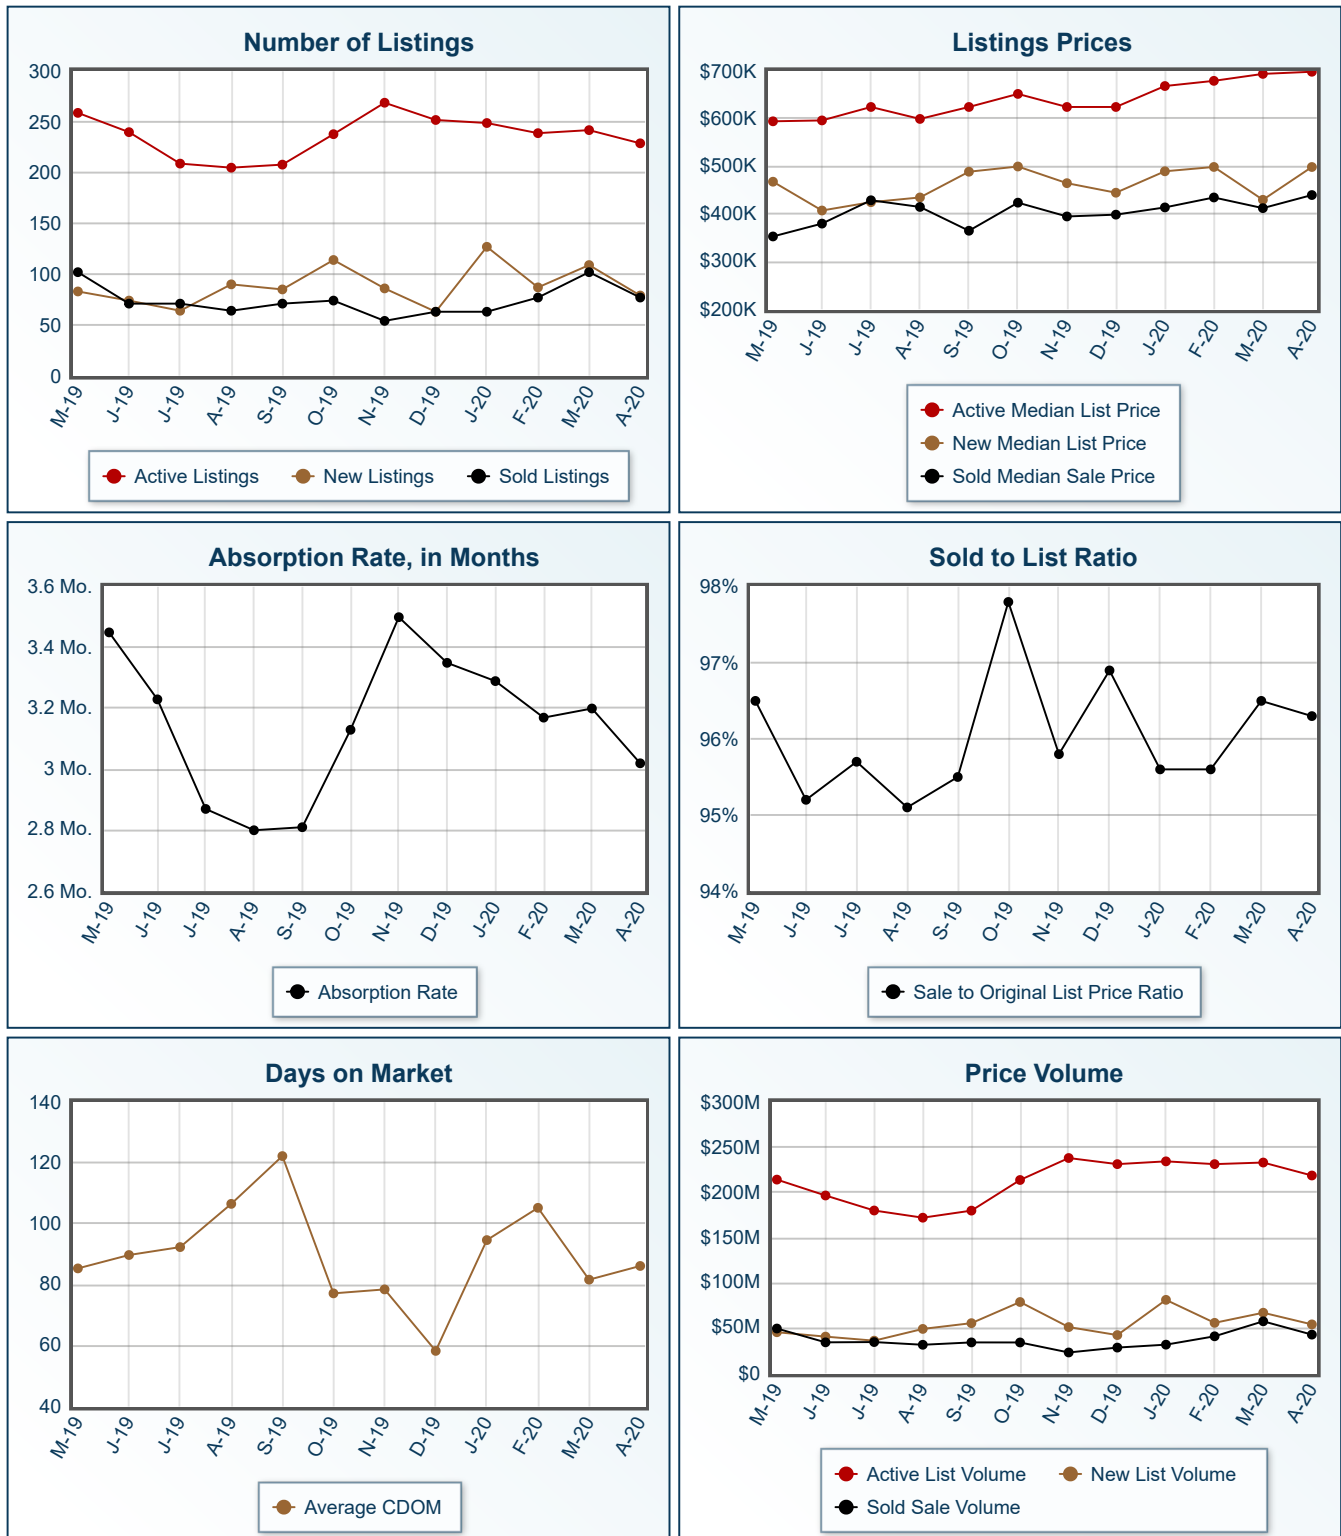 Number of Listings
300
250
200
150
100
50
0
M-19 J-19 J-19 A-19 S-19 O-19 N-19 D-19 J-20 F-20 M-20 A-20
Active Listings New Listings Sold Listings
Listings Prices
$700K
$600K
$500K
$400K
$300K
$200K
M-19 J-19 J-19 A-19 S-19 O-19 N-19 D-19 J-20 F-20 M-20 A-20
Active Median List Price
New Median List Price
Sold Median Sale Price
Absorption Rate, in Months
3.6 Mo.
3.4 Mo.
3.2 Mo.
3 Mo.
2.8 Mo.
2.6 Mo.
M-19 J-19 J-19 A-19 S-19 O-19 N-19 D-19 J-20 F-20 M-20 A-20
Absorption Rate
Sold to List Ratio
98%
97%
96%
95%
94%
M-19 J-19 J-19 A-19 S-19 O-19 N-19 D-19 J-20 F-20 M-20 A-20
Sale to Original List Price Ratio
Days on Market
140
120
100
80
60
40
M-19 J-19 J-19 A-19 S-19 O-19 N-19 D-19 J-20 F-20 M-20 A-20
Average CDOM
Price Volume
$300M
$250M
$200M
$150M
$100M
$50M
$0
M-19 J-19 J-19 A-19 S-19 O-19 N-19 D-19 J-20 F-20 M-20 A-20
Active List Volume New List Volume
Sold Sale Volume